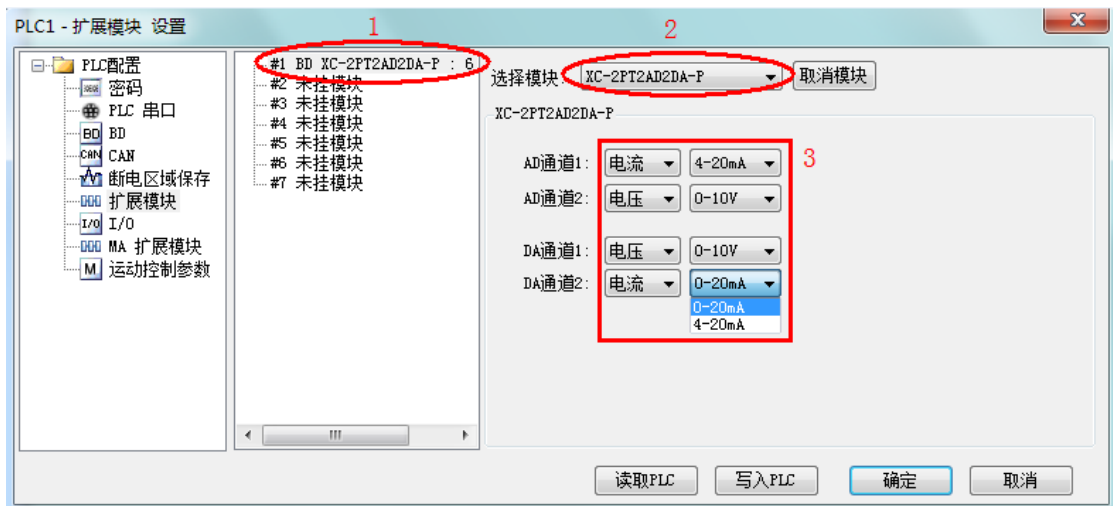 PLC1 - 扩展模块 设置
1
2
3
PLC配置
密码
PLC 串口
BD BD
CAN CAN
断电区域保存
扩展模块
I/O I/O
MA 扩展模块
M 运动控制参数
#1 BD XC-2PT2AD2DA-P : 6
#2 未挂模块
#3 未挂模块
#4 未挂模块
#5 未挂模块
#6 未挂模块
#7 未挂模块
选择模块: XC-2PT2AD2DA-P 取消模块
XC-2PT2AD2DA-P
AD通道1: 电流 4-20mA
AD通道2: 电压 0-10V
DA通道1: 电压 0-10V
DA通道2: 电流 0-20mA
0-20mA
4-20mA
读取PLC 写入PLC 确定 取消